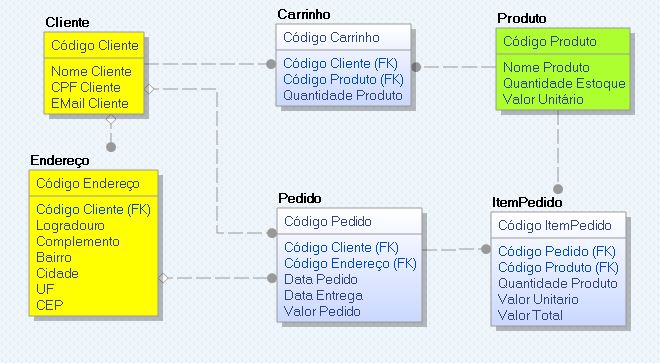 Cliente
Código Cliente
Nome Cliente
CPF Cliente
EMail Cliente
Carrinho
Código Carrinho
Código Cliente (FK)
Código Produto (FK)
Quantidade Produto
Produto
Código Produto
Nome Produto
Quantidade Estoque
Valor Unitário
Endereço
Código Endereço
Código Cliente (FK)
Logradouro
Complemento
Bairro
Cidade
UF
CEP
Pedido
Código Pedido
Código Cliente (FK)
Código Endereço (FK)
Data Pedido
Data Entrega
Valor Pedido
ItemPedido
Código ItemPedido
Código Pedido (FK)
Código Produto (FK)
Quantidade Produto
Valor Unitario
Valor Total